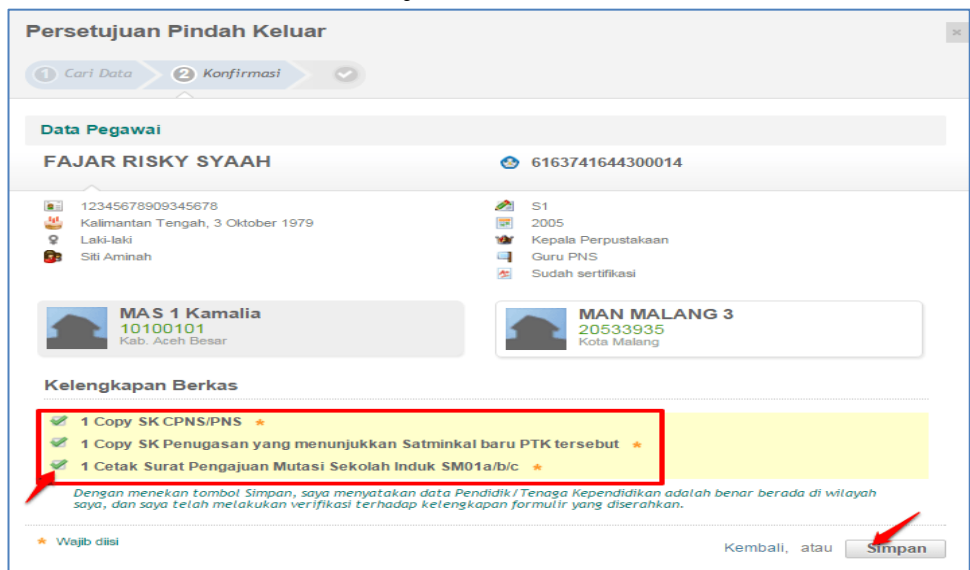 Persetujuan Pindah Keluar
1 Cari Data 2 Konfirmasi
Data Pegawai
FAJAR RISKY SYAAH 6163741644300014
12345678909345678 S1
Kalimantan Tengah, 3 Oktober 1979 2005
Laki-laki Kepala Perpustakaan
Siti Aminah Guru PNS
Sudah sertifikasi
MAS 1 Kamalia MAN MALANG 3
10100101 20533935
Kab. Aceh Besar Kota Malang
Kelengkapan Berkas
1 Copy SK CPNS/PNS *
1 Copy SK Penugasan yang menunjukkan Satminkal baru PTK tersebut *
1 Cetak Surat Pengajuan Mutasi Sekolah Induk SM01a/b/c *
Dengan menekan tombol Simpan, saya menyatakan data Pendidik/Tenaga Kependidikan adalah benar berada di wilayah
saya, dan saya telah melakukan verifikasi terhadap kelengkapan formulir yang diserahkan.
* Wajib diisi Kembali, atau Simpan